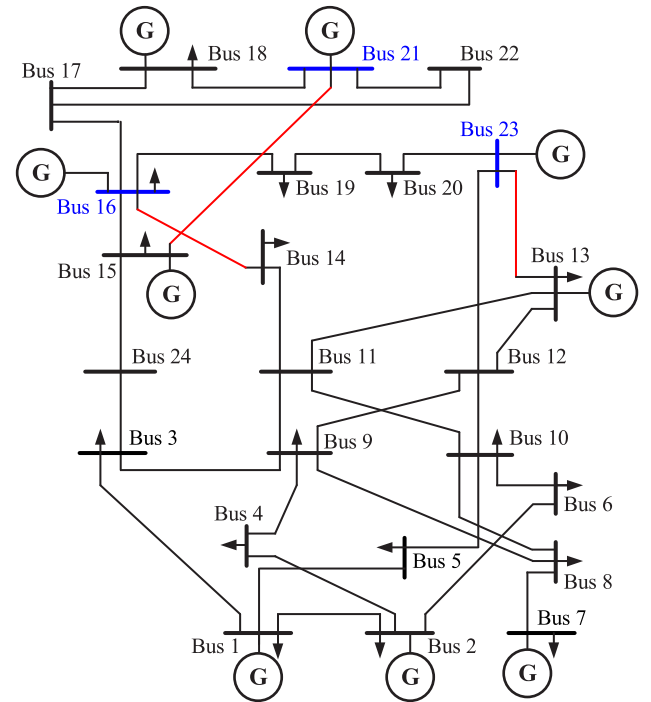 G
G
Bus 18
Bus 21
Bus 22
Bus 17
Bus 23
G
G
Bus 19
Bus 20
Bus 16
Bus 14
Bus 13
Bus 15
G
G
Bus 24
Bus 11
Bus 12
Bus 3
Bus 9
Bus 10
Bus 6
Bus 4
Bus 5
Bus 8
Bus 7
Bus 1
Bus 2
G
G
G